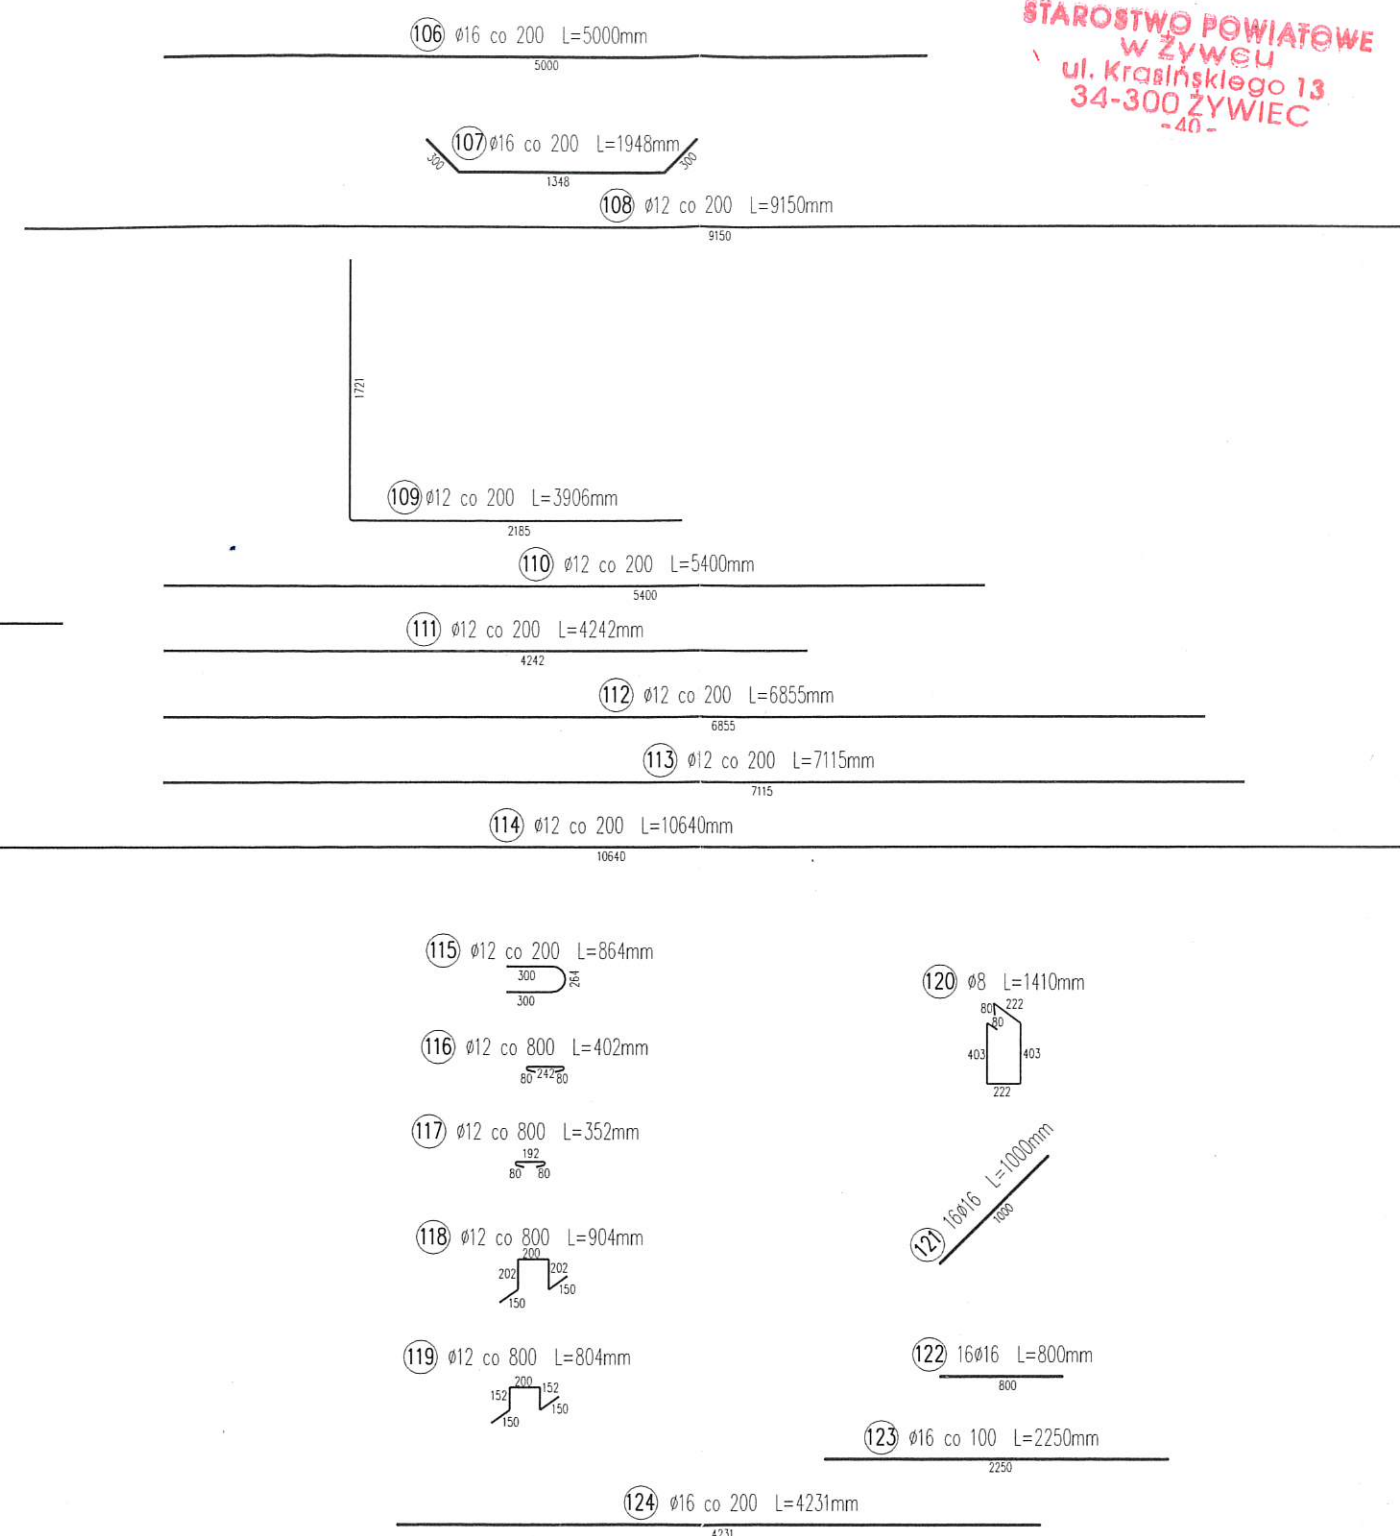 STAROSTWO POWIATOWE
w Żywcu
ul. Krasińskiego 13
34-300 ŻYWIEC
-40-
106 ø16 co 200 L=5000mm
5000
107 ø16 co 200 L=1948mm
300 300
1348
108 ø12 co 200 L=9150mm
9150
1721
109 ø12 co 200 L=3906mm
2185
110 ø12 co 200 L=5400mm
5400
111 ø12 co 200 L=4242mm
4242
112 ø12 co 200 L=6855mm
6855
113 ø12 co 200 L=7115mm
7115
114 ø12 co 200 L=10640mm
10640
115 ø12 co 200 L=864mm
300 264
300
116 ø12 co 800 L=402mm
80 242 80
117 ø12 co 800 L=352mm
192
80 80
118 ø12 co 800 L=904mm
200
202 202
150 150
119 ø12 co 800 L=804mm
200
152 152
150 150
120 ø8 L=1410mm
80 222
80
403 403
222
121 16ø16 L=1000mm
1000
122 16ø16 L=800mm
800
123 ø16 co 100 L=2250mm
2250
124 ø16 co 200 L=4231mm
4231